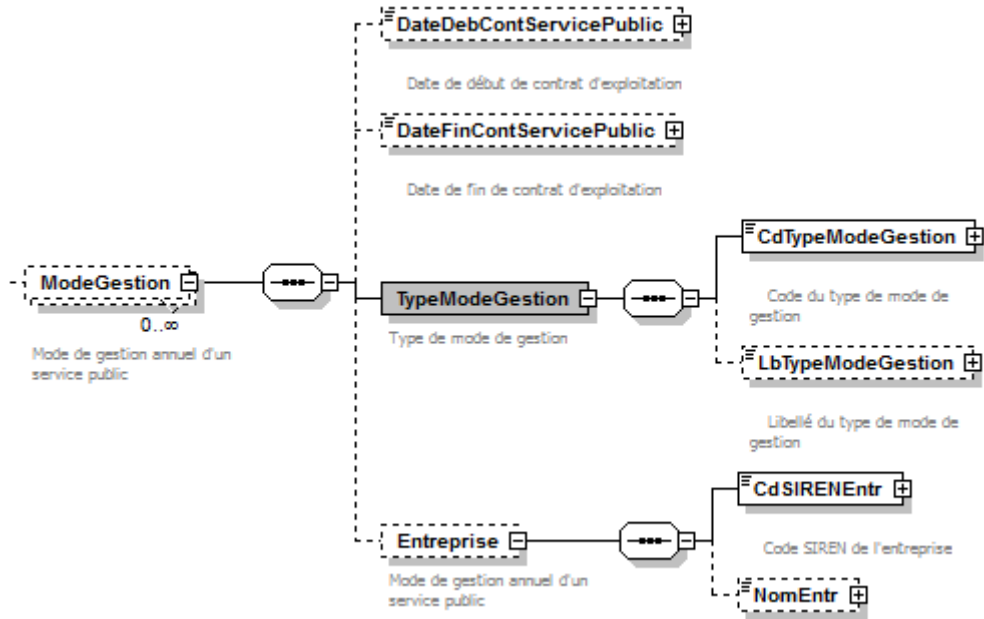 DateDebContServicePublic
Date de début de contrat d'exploitation
DateFinContServicePublic
Date de fin de contrat d'exploitation
ModeGestion
0..∞
Mode de gestion annuel d'un
service public
TypeModeGestion
Type de mode de gestion
CdTypeModeGestion
Code du type de mode de
gestion
LbTypeModeGestion
Libellé du type de mode de
gestion
Entreprise
Mode de gestion annuel d'un
service public
CdSIRENEntr
Code SIREN de l'entreprise
NomEntr